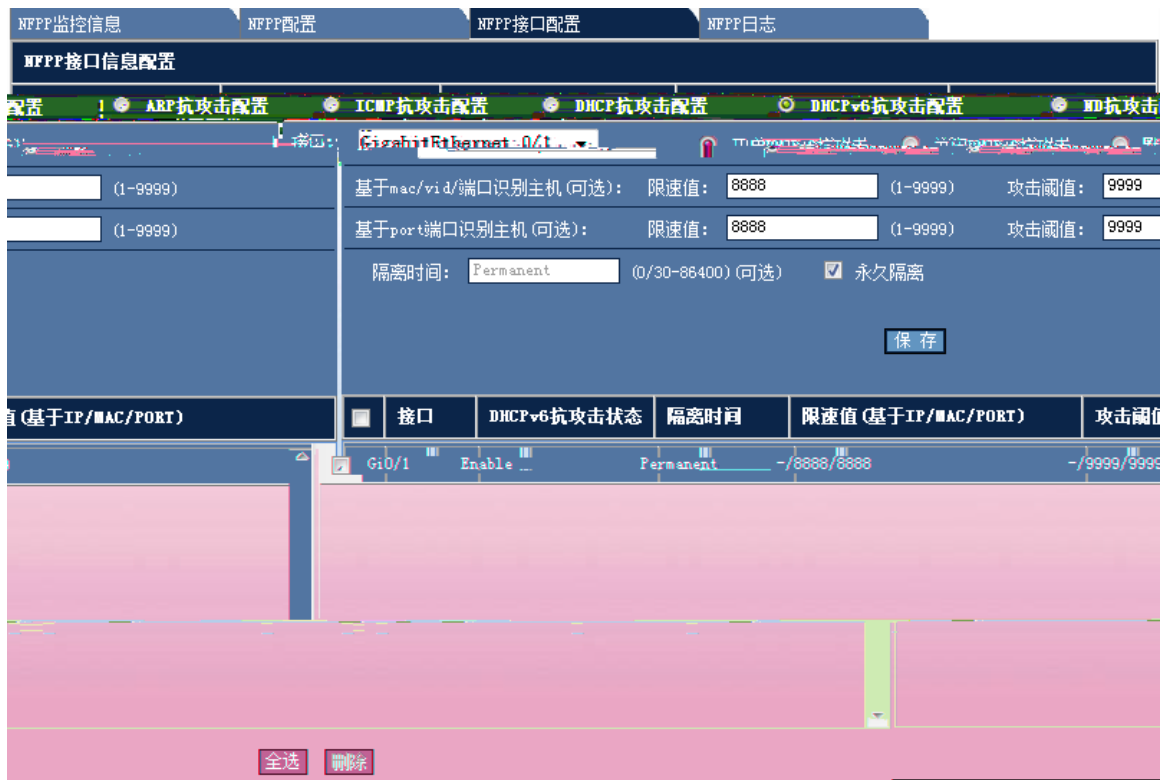 NFPP监控信息 NFPP配置 NFPP接口配置 NFPP日志
NFPP接口信息配置
配置 ARP抗攻击配置 ICMP抗攻击配置 DHCP抗攻击配置 DHCPv6抗攻击配置 ND抗攻击
接口: GigabitEthernet 0/1
(1-9999) 基于mac/vid/端口识别主机(可选): 限速值: 8888 (1-9999) 攻击阈值: 9999
(1-9999) 基于port端口识别主机(可选): 限速值: 8888 (1-9999) 攻击阈值: 9999
隔离时间: Permanent (0/30-86400)(可选) 永久隔离
保 存
值(基于IP/MAC/PORT) 接口 DHCPv6抗攻击状态 隔离时间 限速值(基于IP/MAC/PORT) 攻击阈值
Gi0/1 Enable Permanent -/8888/8888 -/9999/9999
全选 删除